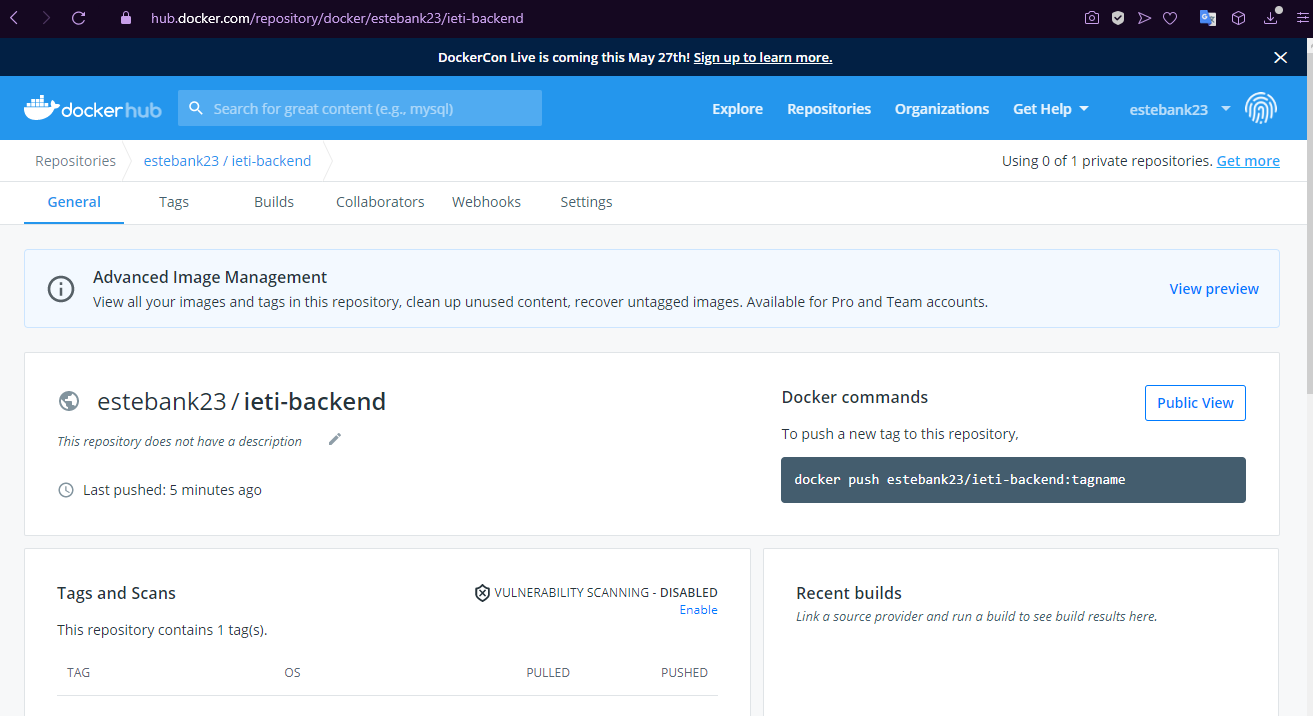 hub.docker.com/repository/docker/estebank23/ieti-backend
DockerCon Live is coming this May 27th! Sign up to learn more.
dockerhub
Search for great content (e.g., mysql)
Explore
Repositories
Organizations
Get Help
estebank23
Repositories
estebank23 / ieti-backend
Using 0 of 1 private repositories. Get more
General
Tags
Builds
Collaborators
Webhooks
Settings
Advanced Image Management
View all your images and tags in this repository, clean up unused content, recover untagged images. Available for Pro and Team accounts.
View preview
estebank23 / ieti-backend
This repository does not have a description
Last pushed: 5 minutes ago
Docker commands
Public View
To push a new tag to this repository,
docker push estebank23/ieti-backend:tagname
Tags and Scans
VULNERABILITY SCANNING - DISABLED
Enable
This repository contains 1 tag(s).
TAG
OS
PULLED
PUSHED
Recent builds
Link a source provider and run a build to see build results here.